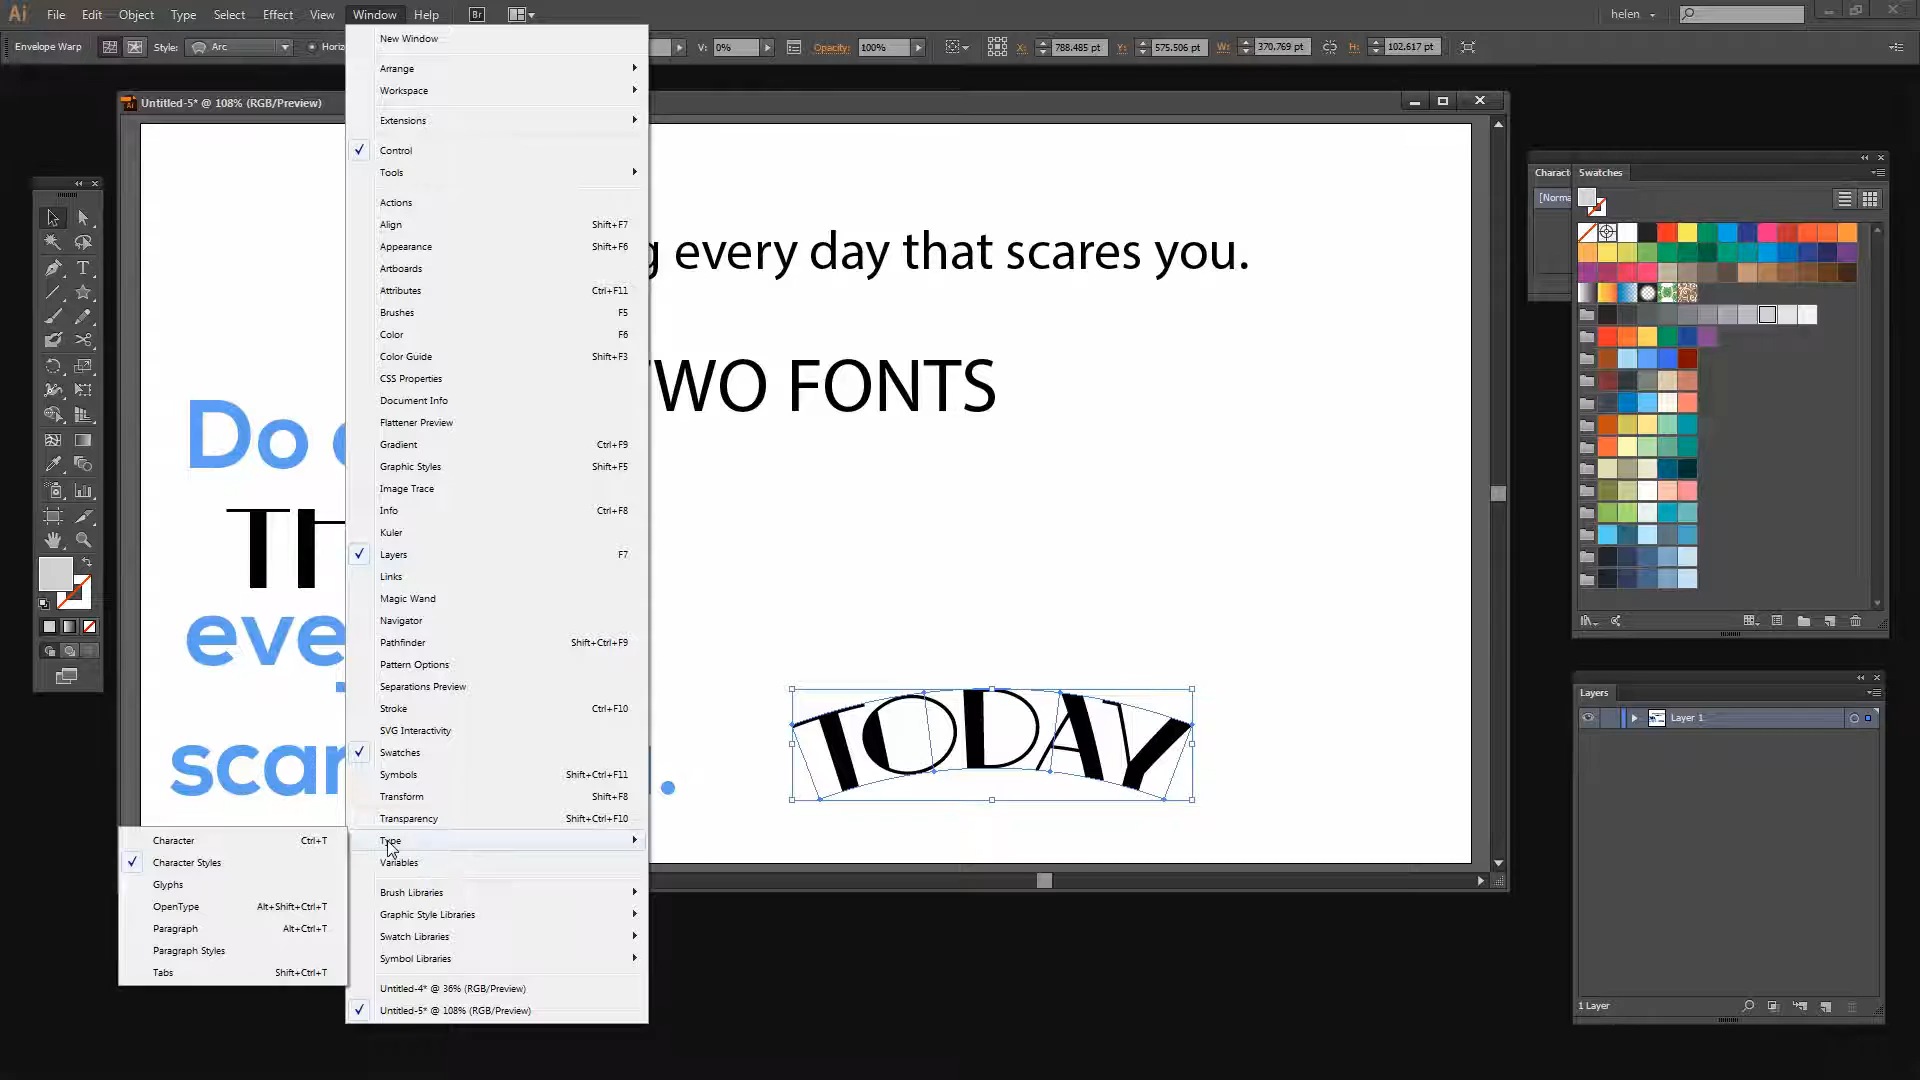 Ai File Edit Object Type Select Effect View Window Help Br helen
Envelope Warp Style: Arc Horiz V: 0% Opacity: 100% X: 788.485 pt Y: 575.506 pt W: 370.769 pt H: 102.617 pt
Untitled-5* @ 108% (RGB/Preview)
New Window
Arrange
Workspace
Extensions
Control
Tools
Actions
Align Shift+F7
Appearance Shift+F6
Artboards
Attributes Ctrl+F11
Brushes F5
Color F6
Color Guide Shift+F3
CSS Properties
Document Info
Flattener Preview
Gradient Ctrl+F9
Graphic Styles Shift+F5
Image Trace
Info Ctrl+F8
Kuler
Layers F7
Links
Magic Wand
Navigator
Pathfinder Shift+Ctrl+F9
Pattern Options
Separations Preview
Stroke Ctrl+F10
SVG Interactivity
Swatches
Symbols Shift+Ctrl+F11
Transform Shift+F8
Transparency Shift+Ctrl+F10
Type
Variables
Brush Libraries
Graphic Style Libraries
Swatch Libraries
Symbol Libraries
Untitled-4* @ 36% (RGB/Preview)
Untitled-5* @ 108% (RGB/Preview)
Character Ctrl+T
Character Styles
Glyphs
OpenType Alt+Shift+Ctrl+T
Paragraph Alt+Ctrl+T
Paragraph Styles
Tabs Shift+Ctrl+T
g every day that scares you.
TWO FONTS
Do
TH
eve
scar
TODAY
Charact Swatches
[Norma
Layers
Layer 1
1 Layer